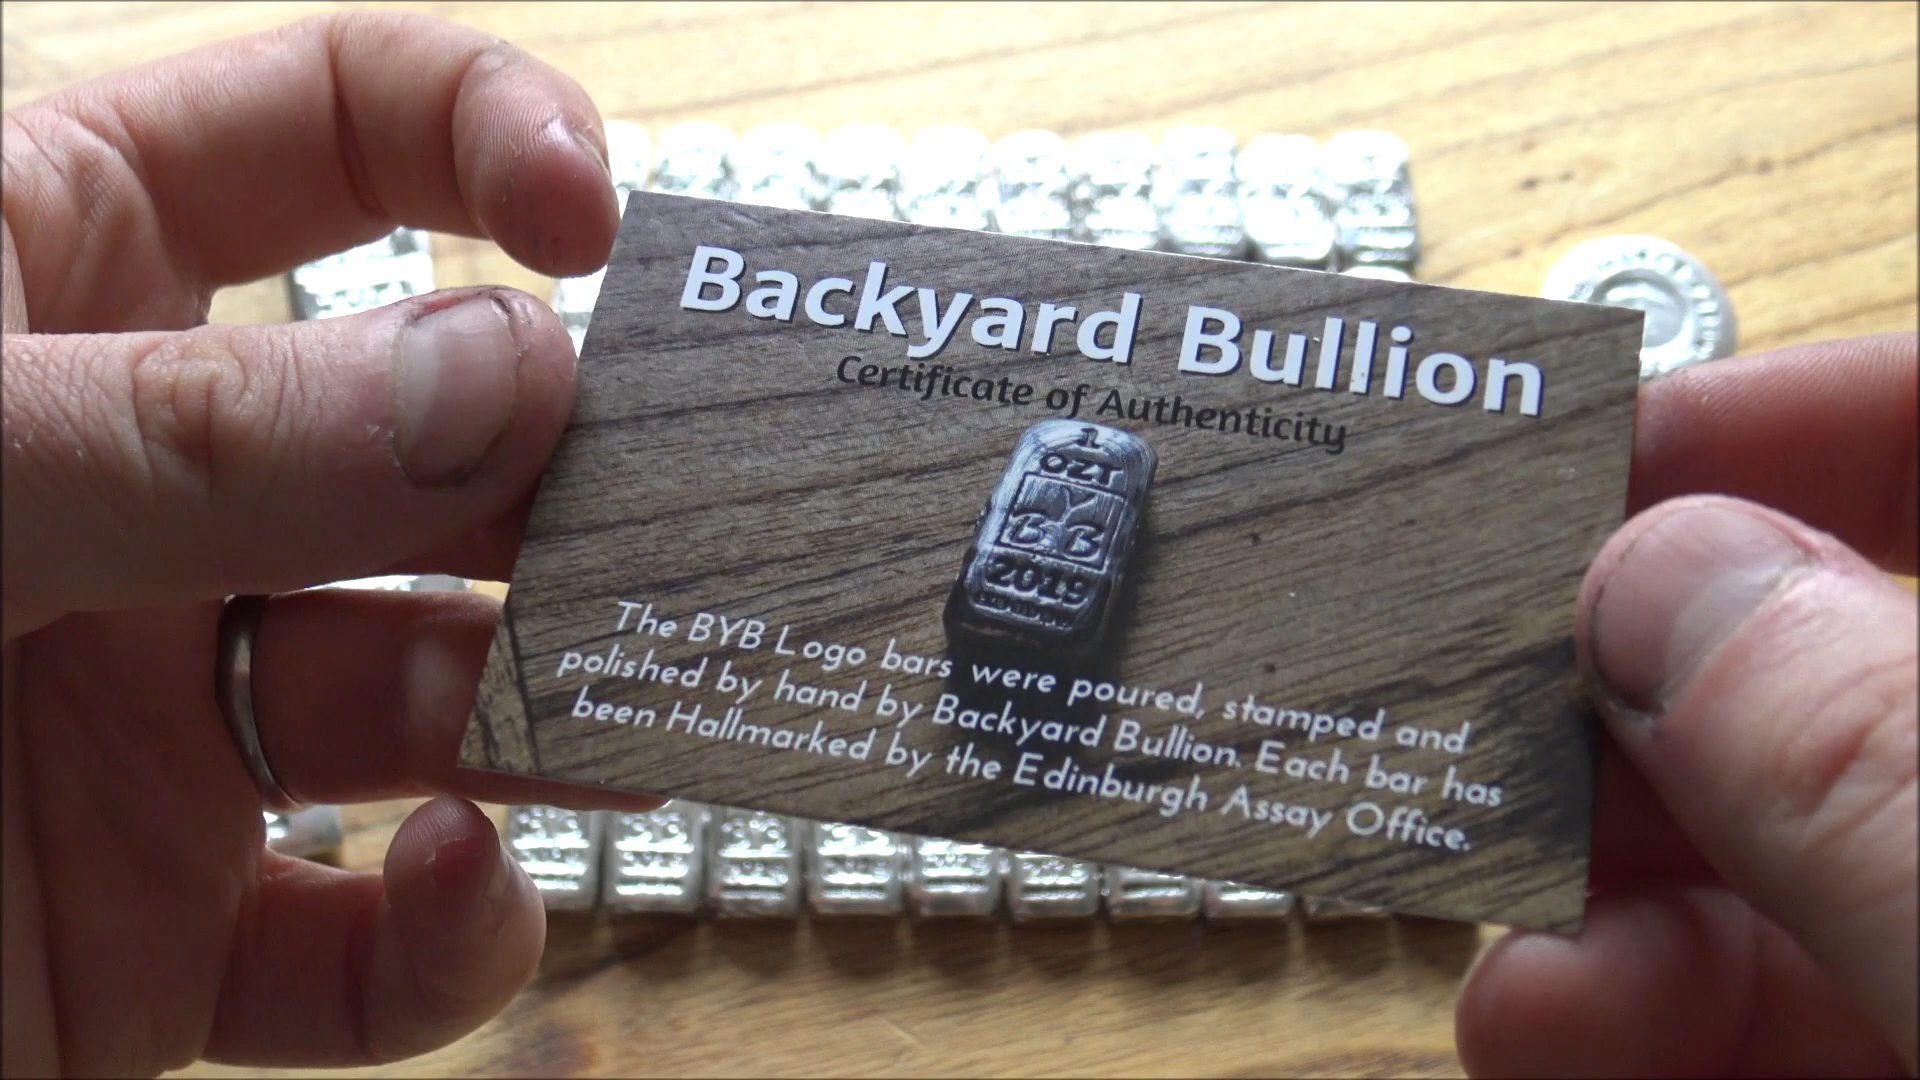 Backyard Bullion
Certificate of Authenticity
1
OZT
Y
B B
2019
The BYB Logo bars were poured, stamped and
polished by hand by Backyard Bullion. Each bar has
been Hallmarked by the Edinburgh Assay Office.